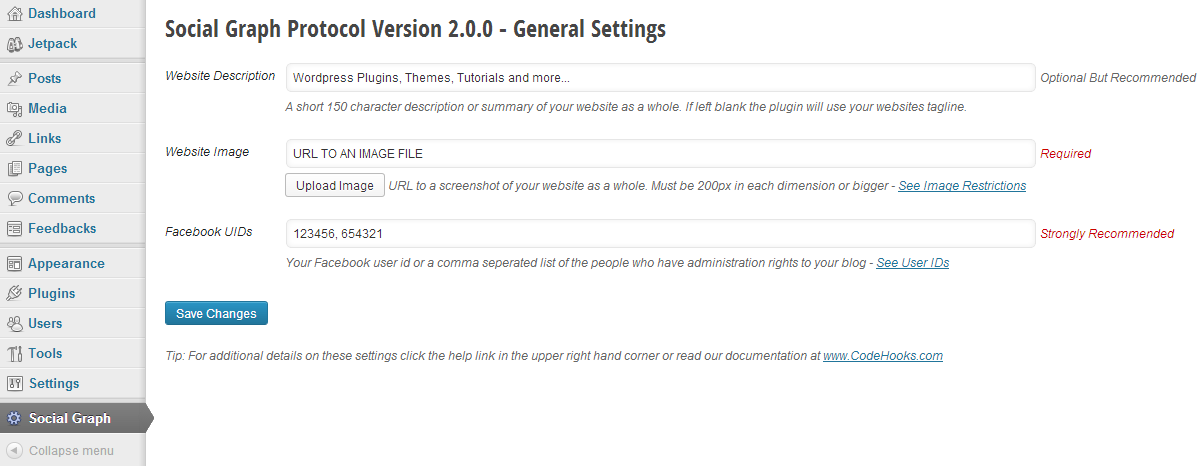 Dashboard
Jetpack
Posts
Media
Links
Pages
Comments
Feedbacks
Appearance
Plugins
Users
Tools
Settings
Social Graph
Collapse menu
Social Graph Protocol Version 2.0.0 - General Settings
Website Description Wordpress Plugins, Themes, Tutorials and more... Optional But Recommended
A short 150 character description or summary of your website as a whole. If left blank the plugin will use your websites tagline.
Website Image URL TO AN IMAGE FILE Required
Upload Image URL to a screenshot of your website as a whole. Must be 200px in each dimension or bigger - See Image Restrictions
Facebook UIDs 123456, 654321 Strongly Recommended
Your Facebook user id or a comma seperated list of the people who have administration rights to your blog - See User IDs
Save Changes
Tip: For additional details on these settings click the help link in the upper right hand corner or read our documentation at www.CodeHooks.com